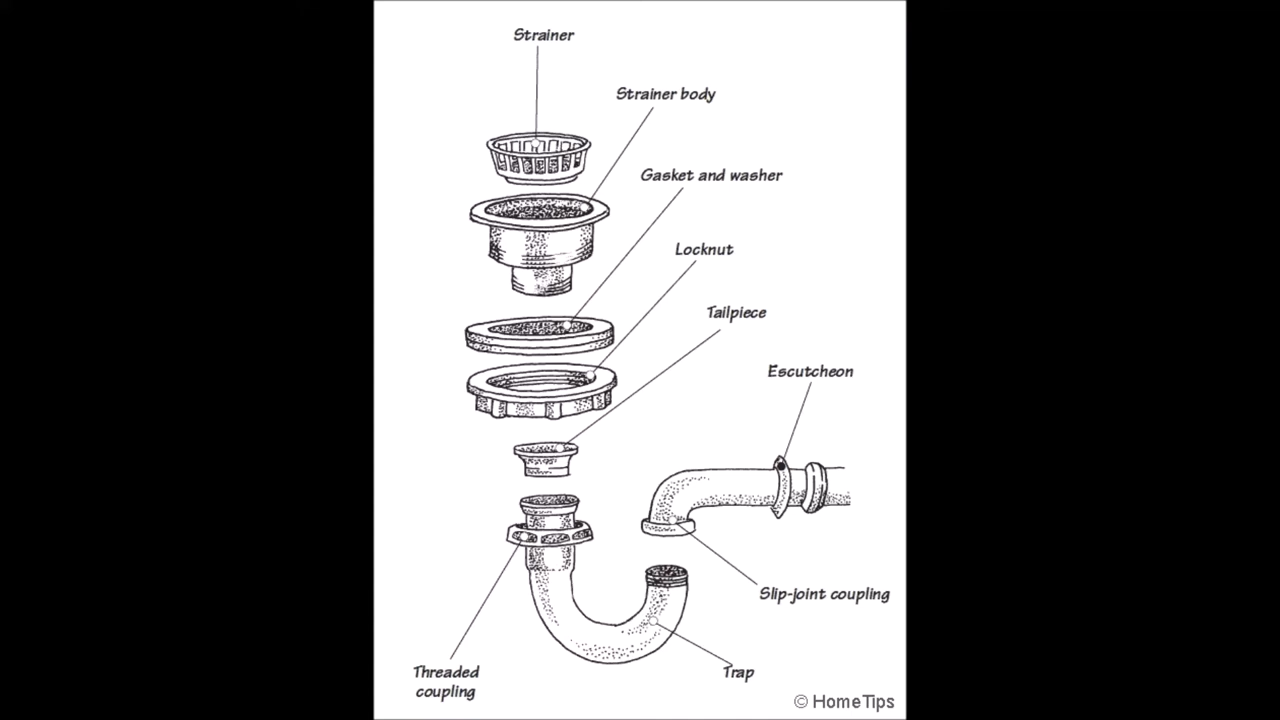 Strainer
Strainer body
Gasket and washer
Locknut
Tailpiece
Escutcheon
Slip-joint coupling
Threaded
coupling
Trap
© HomeTips